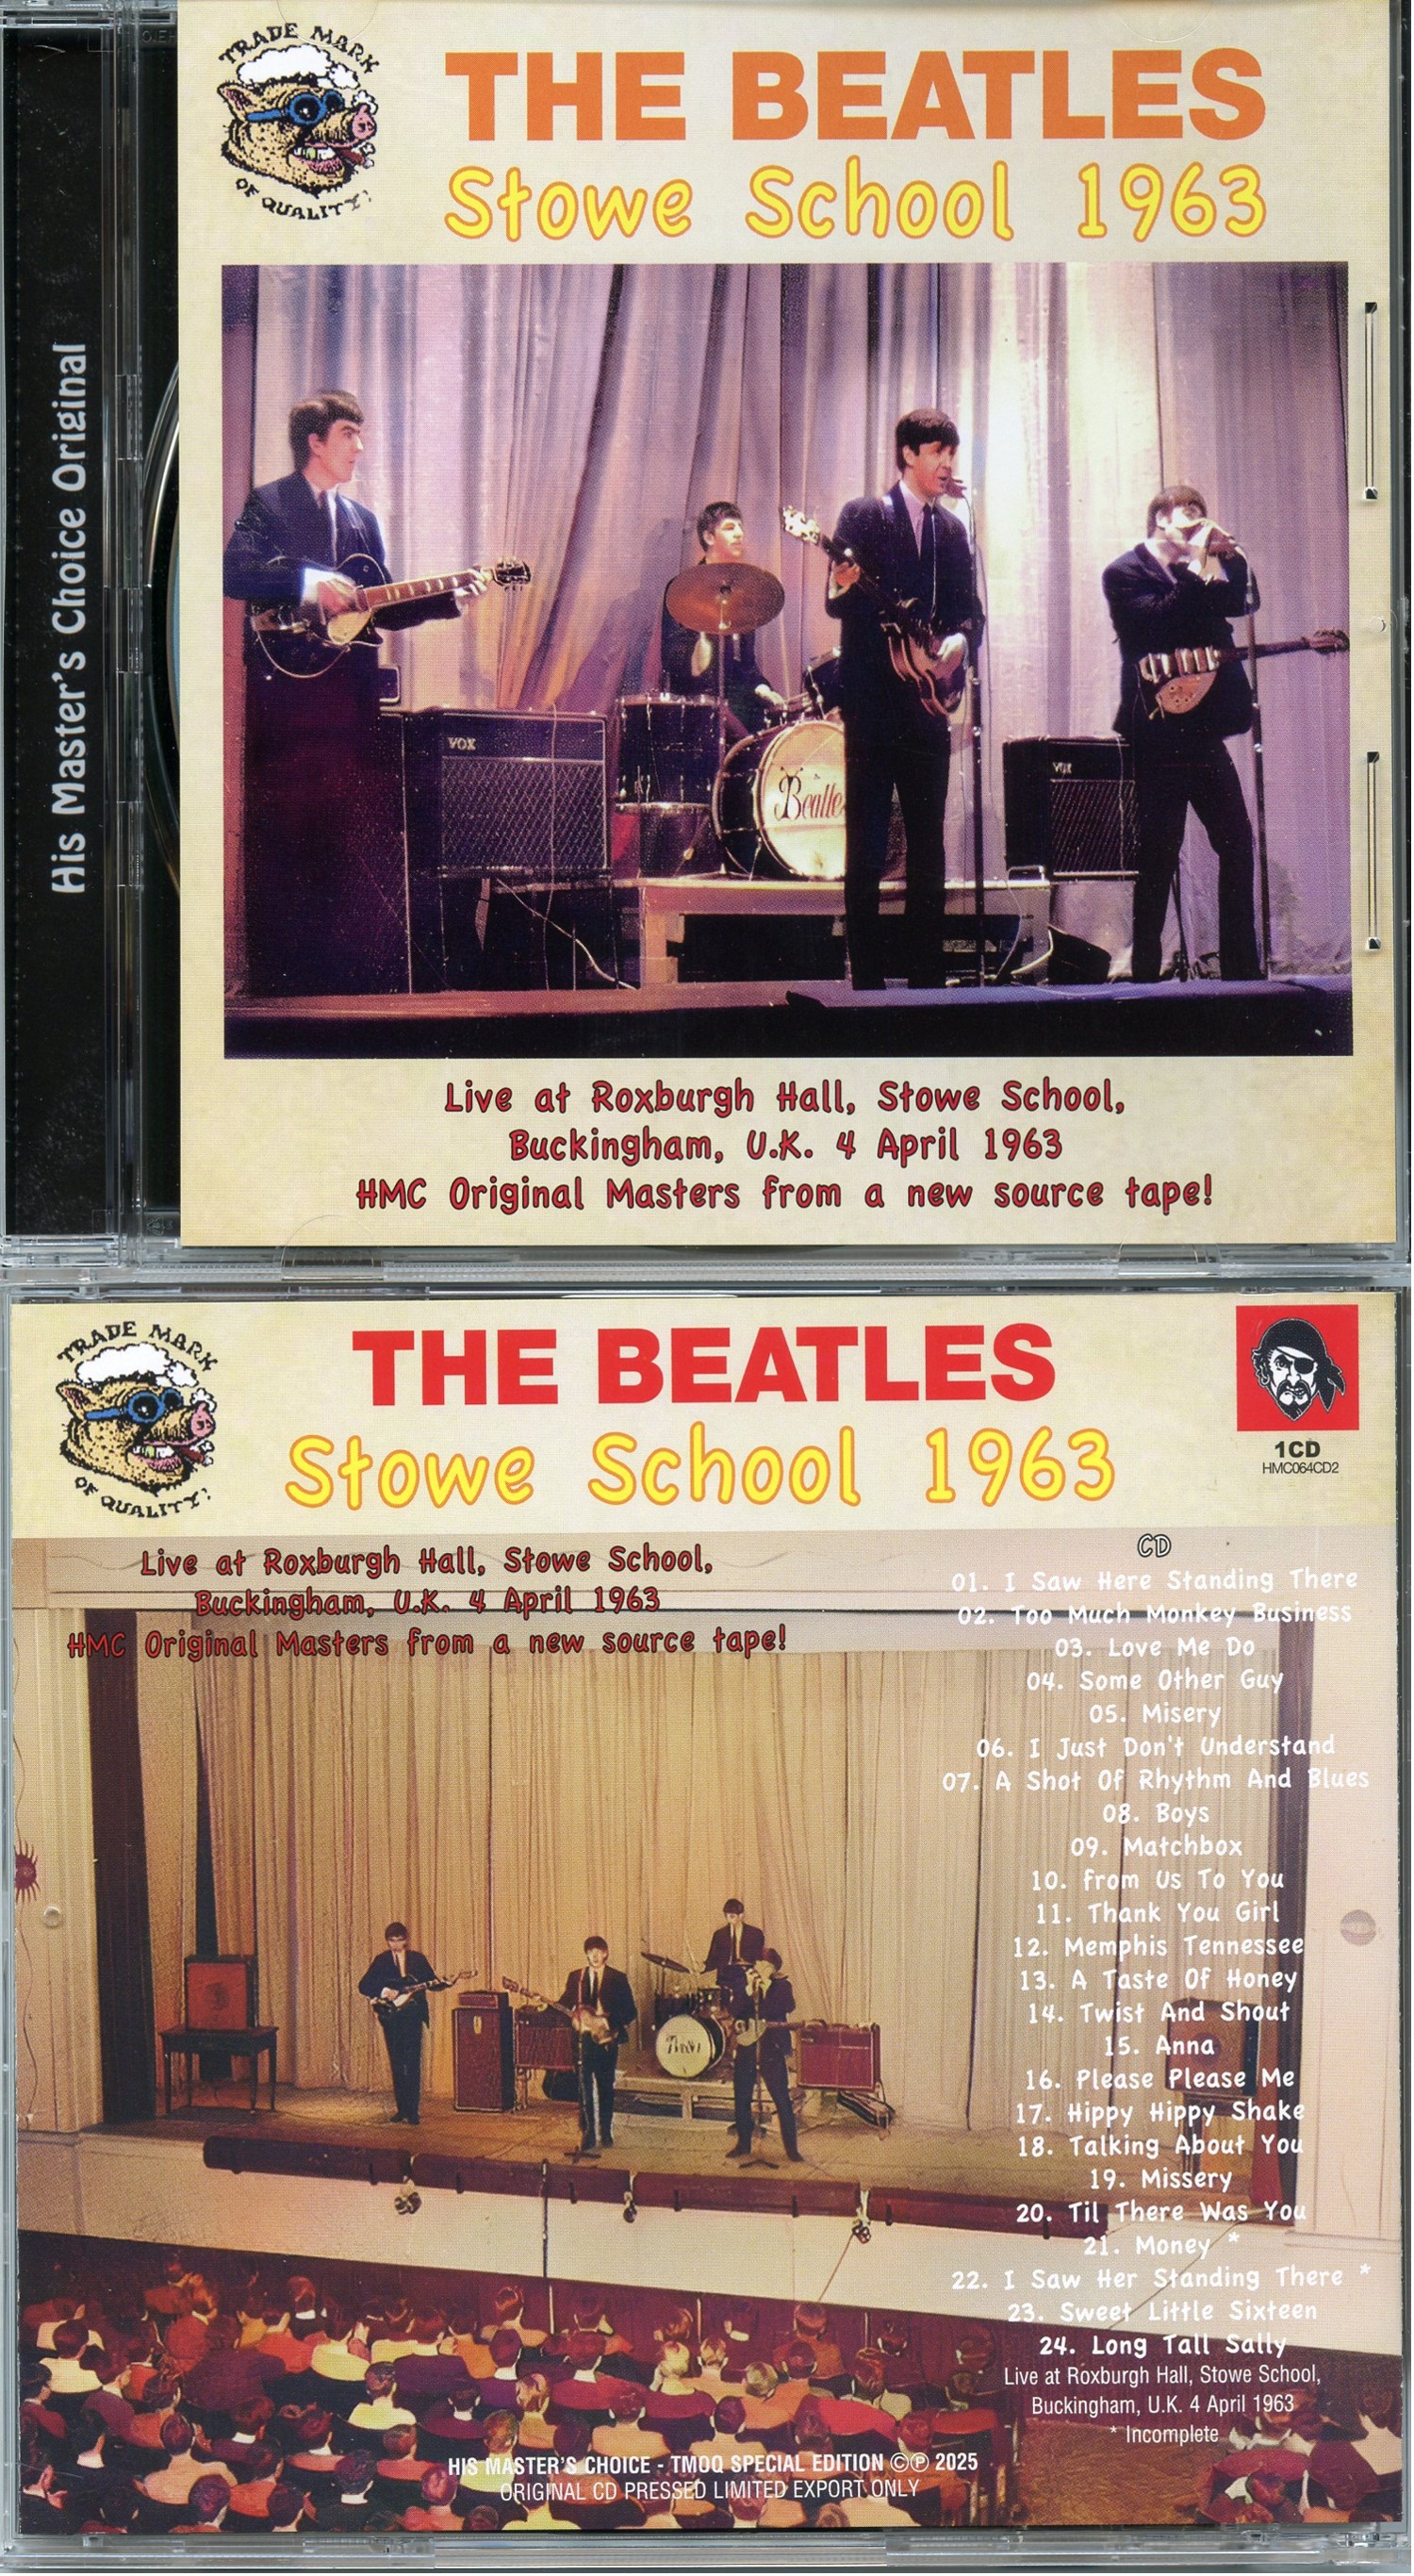 His Master's Choice Original
TRADE MARK
OF QUALITY!
THE BEATLES
Stowe School 1963
VOX
The
Beatle
VOX
Live at Roxburgh Hall, Stowe School,
Buckingham, U.K. 4 April 1963
HMC Original Masters from a new source tape!
TRADE MARK
OF QUALITY!
THE BEATLES
Stowe School 1963
1CD
HMC064CD2
Live at Roxburgh Hall, Stowe School,
Buckingham, U.K. 4 April 1963
HMC Original Masters from a new source tape!
CD
01. I Saw Here Standing There
02. Too Much Monkey Business
03. Love Me Do
04. Some Other Guy
05. Misery
06. I Just Don't Understand
07. A Shot Of Rhythm And Blues
08. Boys
09. Matchbox
10. from Us To You
11. Thank You Girl
12. Memphis Tennessee
13. A Taste Of Honey
14. Twist And Shout
15. Anna
16. Please Please Me
17. Hippy Hippy Shake
18. Talking About You
19. Missery
20. Til There Was You
21. Money *
22. I Saw Her Standing There *
23. Sweet Little Sixteen
24. Long Tall Sally
Live at Roxburgh Hall, Stowe School,
Buckingham, U.K. 4 April 1963
* Incomplete
HIS MASTER'S CHOICE - TMOQ SPECIAL EDITION ©℗ 2025
ORIGINAL CD PRESSED LIMITED EXPORT ONLY